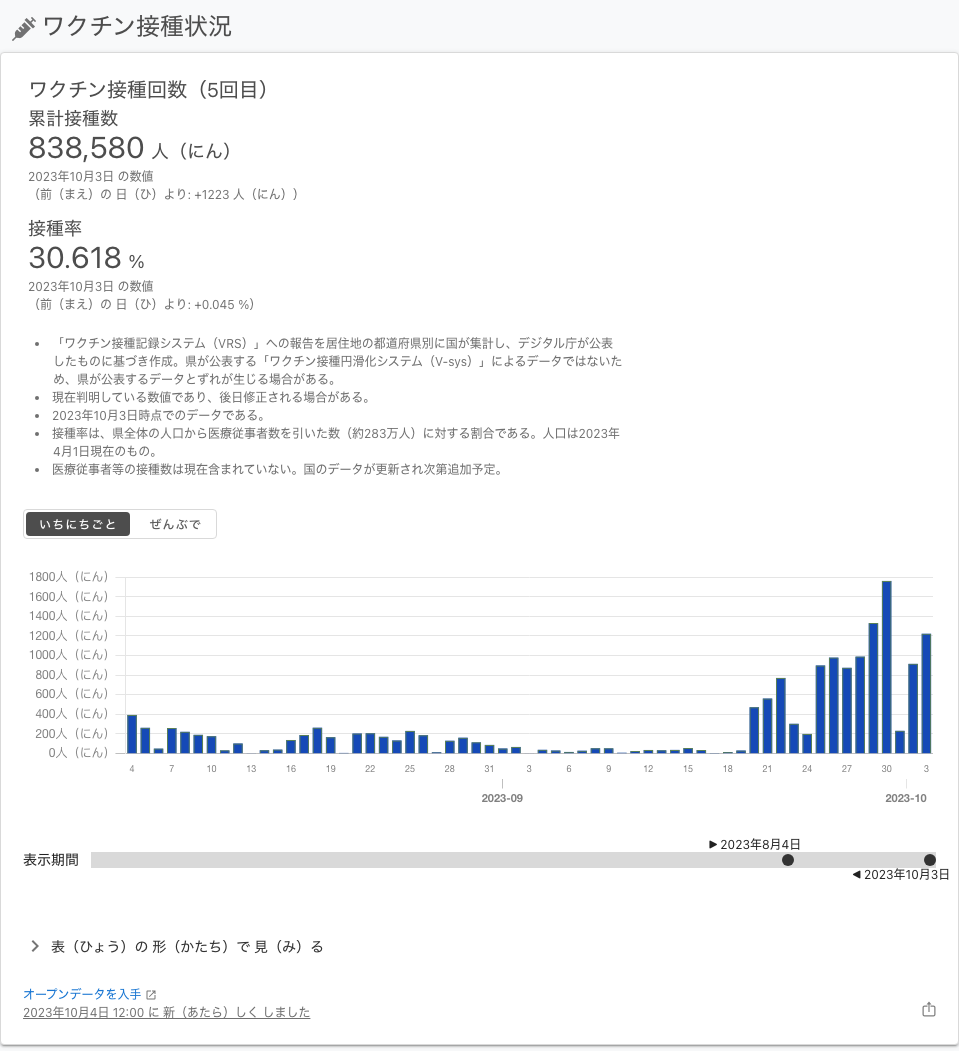 ワクチン接種状況
ワクチン接種回数（5回目）
累計接種数
838,580 人（にん）
2023年10月3日 の数値
（前（まえ）の 日（ひ）より: +1223 人（にん））
接種率
30.618 %
2023年10月3日 の数値
（前（まえ）の 日（ひ）より: +0.045 %）
• 「ワクチン接種記録システム（VRS）」への報告を居住地の都道府県別に国が集計し、デジタル庁が公表
したものに基づき作成。県が公表する「ワクチン接種円滑化システム（V-sys）」によるデータではないた
め、県が公表するデータとずれが生じる場合がある。
• 現在判明している数値であり、後日修正される場合がある。
• 2023年10月3日時点でのデータである。
• 接種率は、県全体の人口から医療従事者数を引いた数（約283万人）に対する割合である。人口は2023年
4月1日現在のもの。
• 医療従事者等の接種数は現在含まれていない。国のデータが更新され次第追加予定。
いちにちごと ぜんぶで
1800人（にん）
1600人（にん）
1400人（にん）
1200人（にん）
1000人（にん）
800人（にん）
600人（にん）
400人（にん）
200人（にん）
0人（にん）
4 7 10 13 16 19 22 25 28 31 3 6 9 12 15 18 21 24 27 30 3
2023-09 2023-10
▶ 2023年8月4日
表示期間
◀ 2023年10月3日
表（ひょう）の 形（かたち）で 見（み）る
オープンデータを入手
2023年10月4日 12:00 に 新（あたら）しく しました